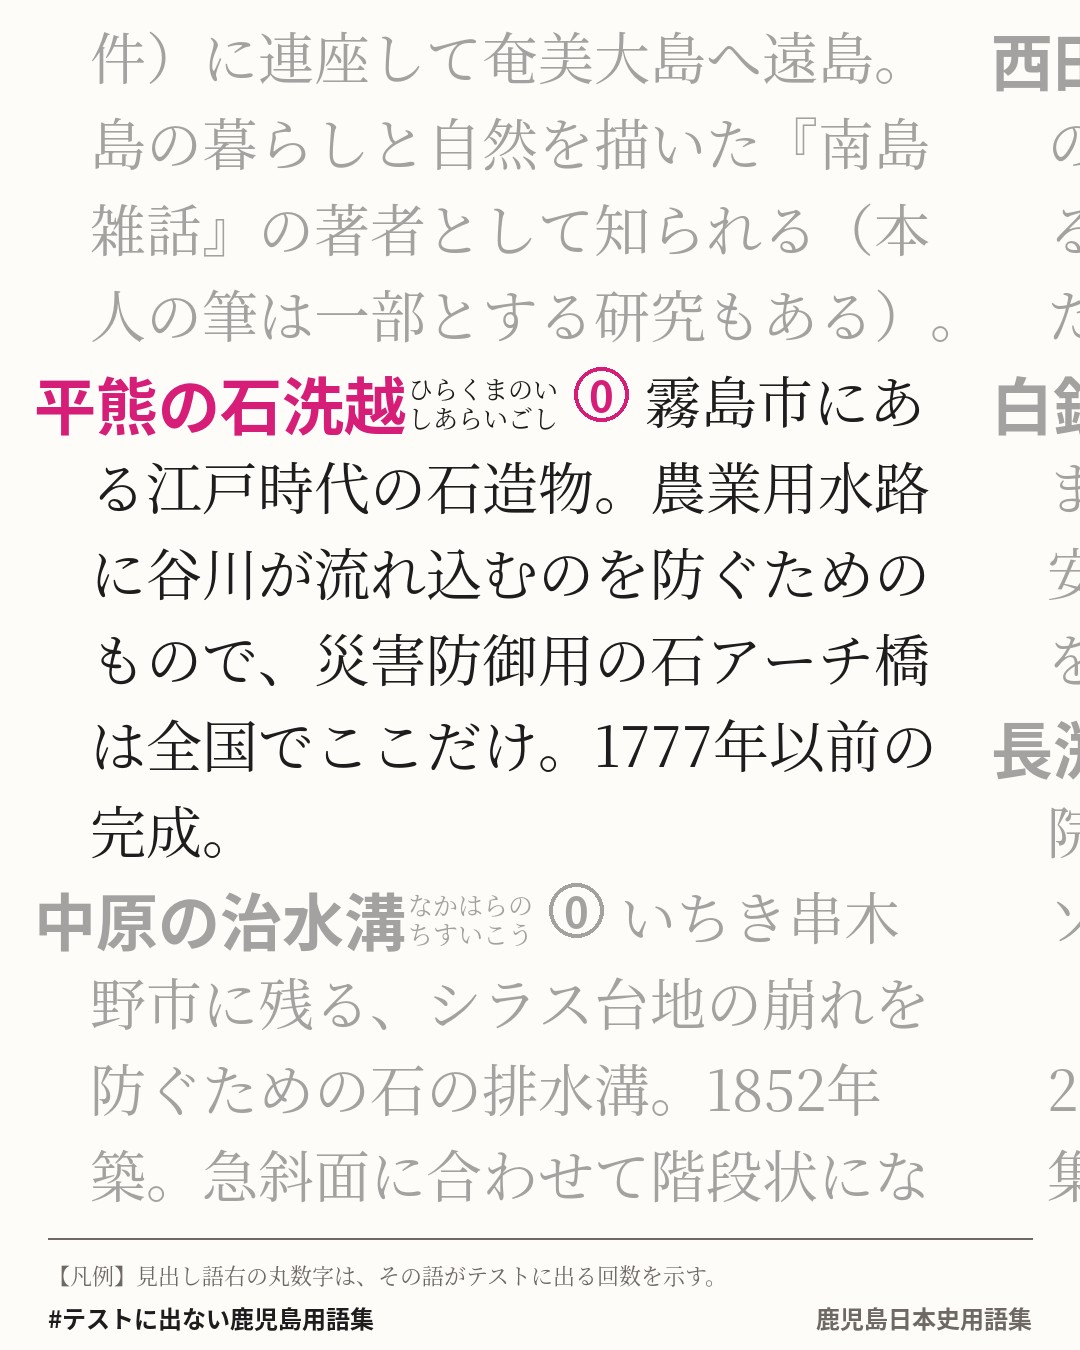 件）に連座して奄美大島へ遠島。
島の暮らしと自然を描いた『南島
雑話』の著者として知られる（本
人の筆は一部とする研究もある）。
平熊の石洗越 ひらくまのい しあらいごし ⓪ 霧島市にあ
る江戸時代の石造物。農業用水路
に谷川が流れ込むのを防ぐための
もので、災害防御用の石アーチ橋
は全国でここだけ。1777年以前の
完成。
中原の治水溝 なかはらの ちすいこう ⓪ いちき串木
野市に残る、シラス台地の崩れを
防ぐための石の排水溝。1852年
築。急斜面に合わせて階段状にな
西
の
る
白
ま
安
を
長
院
2
集
【凡例】見出し語右の丸数字は、その語がテストに出る回数を示す。
#テストに出ない鹿児島用語集
鹿児島日本史用語集